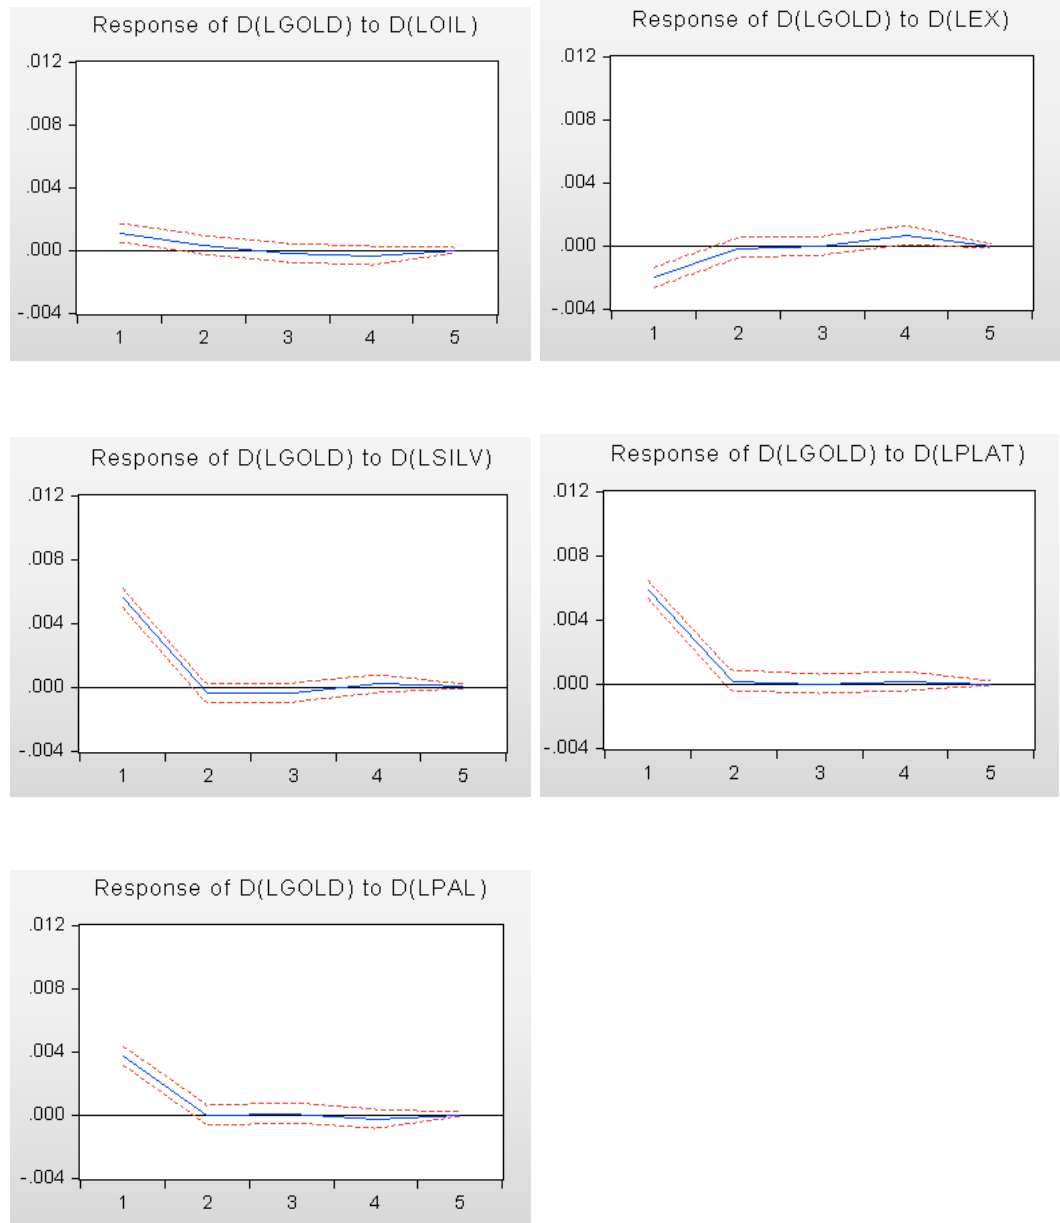 Response of D(LGOLD) to D(LOIL)
.012
.008
.004
.000
-.004
1 2 3 4 5
Response of D(LGOLD) to D(LEX)
.012
.008
.004
.000
-.004
1 2 3 4 5
Response of D(LGOLD) to D(LSILV)
.012
.008
.004
.000
-.004
1 2 3 4 5
Response of D(LGOLD) to D(LPLAT)
.012
.008
.004
.000
-.004
1 2 3 4 5
Response of D(LGOLD) to D(LPAL)
.012
.008
.004
.000
-.004
1 2 3 4 5